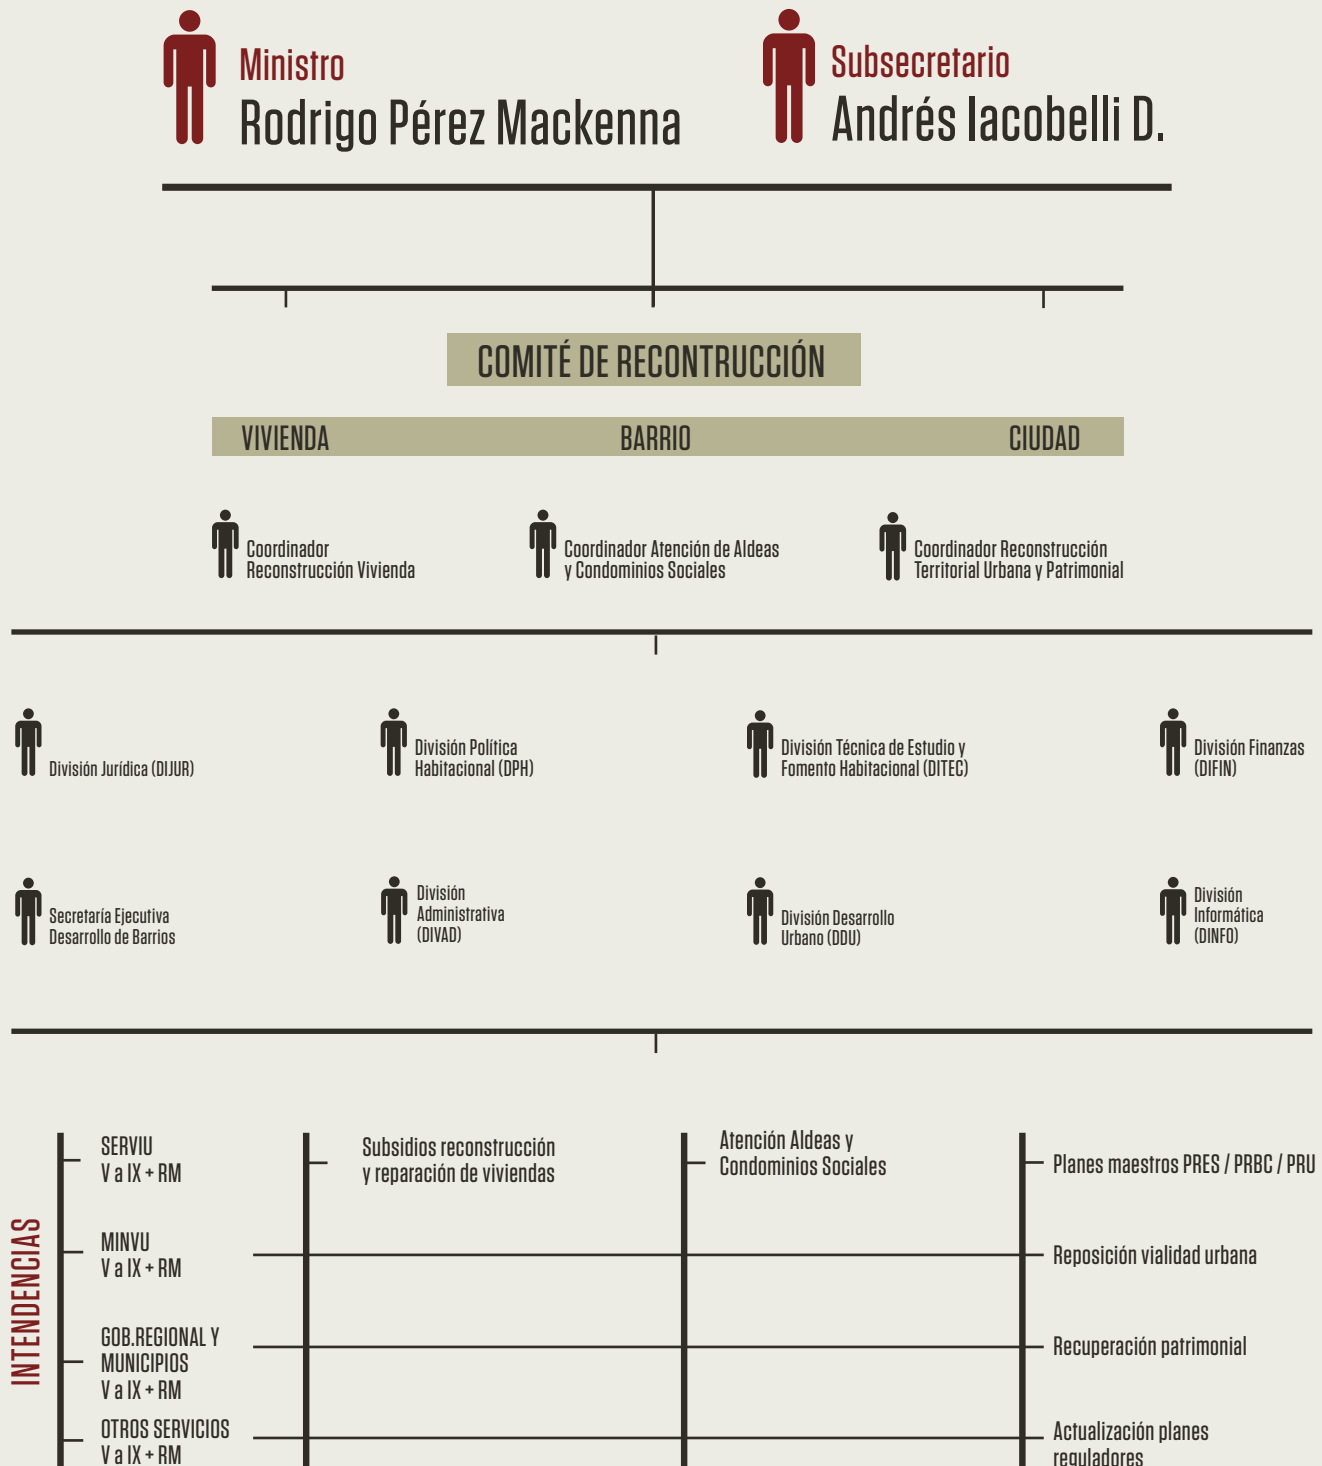 Ministro
Rodrigo Pérez Mackenna
Subsecretario
Andrés Iacobelli D.
COMITÉ DE RECONTRUCCIÓN
VIVIENDA
BARRIO
CIUDAD
Coordinador
Reconstrucción Vivienda
Coordinador Atención de Aldeas
y Condominios Sociales
Coordinador Reconstrucción
Territorial Urbana y Patrimonial
División Jurídica (DIJUR)
División Política
Habitacional (DPH)
División Técnica de Estudio y
Fomento Habitacional (DITEC)
División Finanzas
(DIFIN)
Secretaría Ejecutiva
Desarrollo de Barrios
División
Administrativa
(DIVAD)
División Desarrollo
Urbano (DDU)
División
Informática
(DINFO)
INTENDENCIAS
SERVIU
V a IX + RM
MINVU
V a IX + RM
GOB.REGIONAL Y
MUNICIPIOS
V a IX + RM
OTROS SERVICIOS
V a IX + RM
Subsidios reconstrucción
y reparación de viviendas
Atención Aldeas y
Condominios Sociales
Planes maestros PRES / PRBC / PRU
Reposición vialidad urbana
Recuperación patrimonial
Actualización planes
reguladores